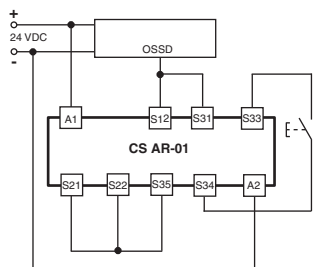 +
24 VDC
-
OSSD
A1
S12
S31
S33
CS AR-01
S21
S22
S35
S34
A2